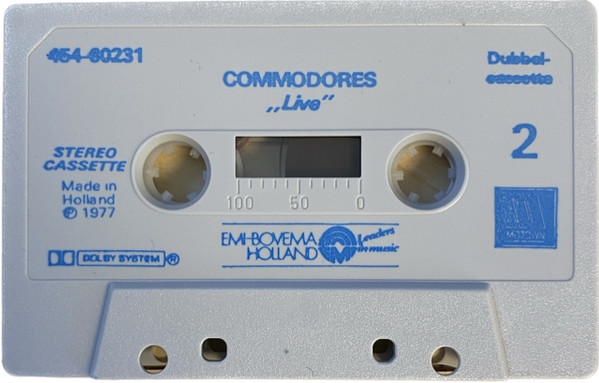 454-60231
Dubbel-
cassette
COMMODORES
„Live”
2
STEREO
CASSETTE
Made in
Holland
℗ 1977
100 50 0
MOTOWN
EMI-BOVEMA
HOLLAND
Leaders
in music
DOLBY SYSTEM ®